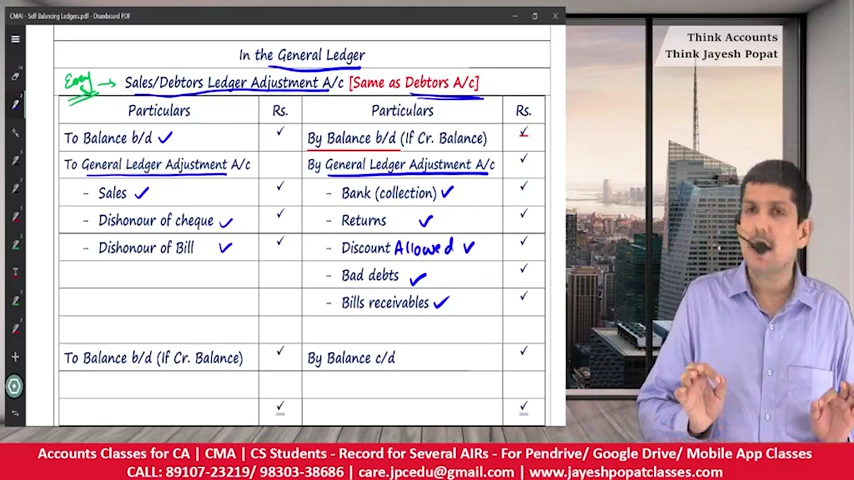 CMAI - Self Balancing Ledgers.pdf - Drawboard PDF
Think Accounts
Think Jayesh Popat
In the General Ledger
Easy → Sales/Debtors Ledger Adjustment A/c [Same as Debtors A/c]
Particulars Rs. Particulars Rs.
To Balance b/d ✓ ✓ By Balance b/d (If Cr. Balance) ✓
To General Ledger Adjustment A/c ✓ By General Ledger Adjustment A/c ✓
- Sales ✓ ✓ - Bank (collection) ✓ ✓
- Dishonour of cheque ✓ ✓ - Returns ✓ ✓
- Dishonour of Bill ✓ ✓ - Discount Allowed ✓ ✓
- Bad debts ✓ ✓
- Bills receivables ✓ ✓
To Balance b/d (If Cr. Balance) ✓ By Balance c/d ✓
✓ ✓
Accounts Classes for CA | CMA | CS Students - Record for Several AIRs - For Pendrive/ Google Drive/ Mobile App Classes
CALL: 89107-23219/ 98303-38686 | care.jpcedu@gmail.com | www.jayeshpopatclasses.com